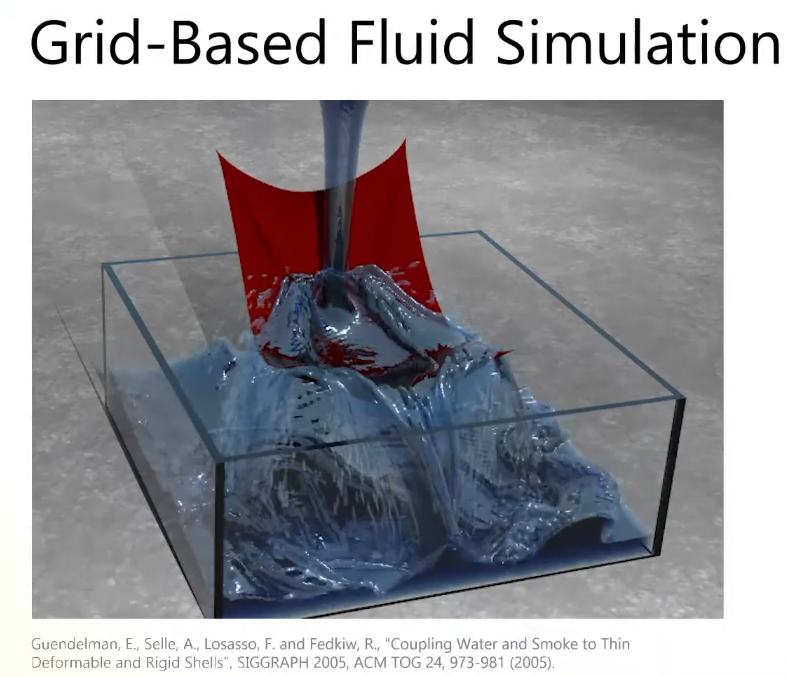 Grid-Based Fluid Simulation
Guendelman, E., Selle, A., Losasso, F. and Fedkiw, R., "Coupling Water and Smoke to Thin
Deformable and Rigid Shells", SIGGRAPH 2005, ACM TOG 24, 973-981 (2005).